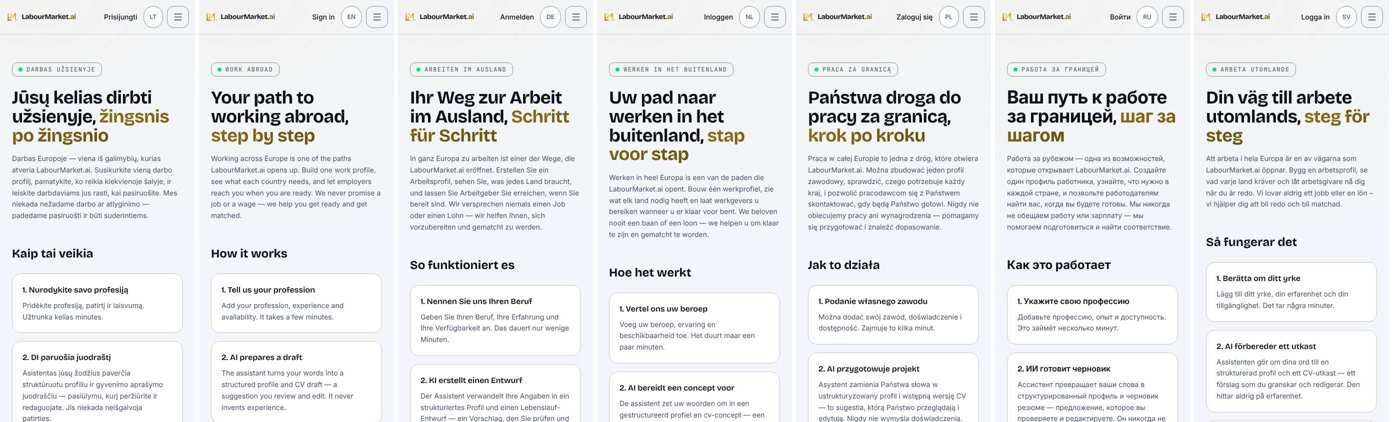 LabourMarket.ai
Prisijungti
LT
DARBAS UŽSIENYJE
Jūsų kelias dirbti
užsienyje, žingsnis
po žingsnio
Darbas Europoje — viena iš galimybių, kurias
atveria LabourMarket.ai. Susikurkite vieną darbo
profilį, pamatykite, ko reikia kiekvienoje šalyje, ir
leiskite darbdaviams jus rasti, kai pasiruošite. Mes
niekada nežadame darbo ar atlyginimo —
padedame pasiruošti ir būti suderintiems.
Kaip tai veikia
1. Nurodykite savo profesiją
Pridėkite profesiją, patirtį ir laisvumą.
Užtrunka kelias minutes.
2. DI paruošia juodraštį
Asistentas jūsų žodžius paverčia
struktūruotu profiliu ir gyvenimo aprašymo
juodraščiu — pasiūlymu, kurį peržiūrite ir
redaguojate. Jis niekada neišgalvoja
patirties.
LabourMarket.ai
Sign in
EN
WORK ABROAD
Your path to
working abroad,
step by step
Working across Europe is one of the paths
LabourMarket.ai opens up. Build one work profile,
see what each country needs, and let employers
reach you when you are ready. We never promise a
job or a wage — we help you get ready and get
matched.
How it works
1. Tell us your profession
Add your profession, experience and
availability. It takes a few minutes.
2. AI prepares a draft
The assistant turns your words into a
structured profile and CV draft — a
suggestion you review and edit. It never
invents experience.
LabourMarket.ai
Anmelden
DE
ARBEITEN IM AUSLAND
Ihr Weg zur Arbeit
im Ausland, Schritt
für Schritt
In ganz Europa zu arbeiten ist einer der Wege, die
LabourMarket.ai eröffnet. Erstellen Sie ein
Arbeitsprofil, sehen Sie, was jedes Land braucht,
und lassen Sie Arbeitgeber Sie erreichen, wenn Sie
bereit sind. Wir versprechen niemals einen Job
oder einen Lohn — wir helfen Ihnen, sich
vorzubereiten und gematcht zu werden.
So funktioniert es
1. Nennen Sie uns Ihren Beruf
Geben Sie Ihren Beruf, Ihre Erfahrung und
Ihre Verfügbarkeit an. Das dauert nur wenige
Minuten.
2. KI erstellt einen Entwurf
Der Assistent verwandelt Ihre Angaben in ein
strukturiertes Profil und einen Lebenslauf-
Entwurf — ein Vorschlag, den Sie prüfen und
LabourMarket.ai
Inloggen
NL
WERKEN IN HET BUITENLAND
Uw pad naar
werken in het
buitenland, stap
voor stap
Werken in heel Europa is een van de paden die
LabourMarket.ai opent. Bouw één werkprofiel, zie
wat elk land nodig heeft en laat werkgevers u
bereiken wanneer u er klaar voor bent. We beloven
nooit een baan of een loon — we helpen u om klaar
te zijn en gematcht te worden.
Hoe het werkt
1. Vertel ons uw beroep
Voeg uw beroep, ervaring en
beschikbaarheid toe. Het duurt maar een
paar minuten.
2. AI bereidt een concept voor
De assistent zet uw woorden om in een
gestructureerd profiel en cv-concept — een
LabourMarket.ai
Zaloguj się
PL
PRACA ZA GRANICĄ
Państwa droga do
pracy za granicą,
krok po kroku
Praca w całej Europie to jedna z dróg, które otwiera
LabourMarket.ai. Można zbudować jeden profil
zawodowy, sprawdzić, czego potrzebuje każdy
kraj, i pozwolić pracodawcom się z Państwem
skontaktować, gdy będą Państwo gotowi. Nigdy nie
obiecujemy pracy ani wynagrodzenia — pomagamy
się przygotować i znaleźć dopasowanie.
Jak to działa
1. Podanie własnego zawodu
Można dodać swój zawód, doświadczenie i
dostępność. Zajmuje to kilka minut.
2. AI przygotowuje projekt
Asystent zamienia Państwa słowa w
ustrukturyzowany profil i wstępną wersję CV
— to sugestia, którą Państwo przeglądają i
edytują. Nigdy nie wymyśla doświadczenia.
LabourMarket.ai
Войти
RU
РАБОТА ЗА ГРАНИЦЕЙ
Ваш путь к работе
за границей, шаг за
шагом
Работа за рубежом — одна из возможностей,
которые открывает LabourMarket.ai. Создайте
один профиль работника, узнайте, что нужно в
каждой стране, и позвольте работодателям
найти вас, когда вы будете готовы. Мы никогда
не обещаем работу или зарплату — мы
помогаем подготовиться и найти соответствие.
Как это работает
1. Укажите свою профессию
Добавьте профессию, опыт и доступность.
Это займёт несколько минут.
2. ИИ готовит черновик
Ассистент превращает ваши слова в
структурированный профиль и черновик
резюме — предложение, которое вы
проверяете и редактируете. Он никогда не
LabourMarket.ai
Logga in
SV
ARBETA UTOMLANDS
Din väg till arbete
utomlands, steg för
steg
Att arbeta i hela Europa är en av vägarna som
LabourMarket.ai öppnar. Bygg en arbetsprofil, se
vad varje land kräver och låt arbetsgivare nå dig
när du är redo. Vi lovar aldrig ett jobb eller en lön –
vi hjälper dig att bli redo och bli matchad.
Så fungerar det
1. Berätta om ditt yrke
Lägg till ditt yrke, din erfarenhet och din
tillgänglighet. Det tar några minuter.
2. AI förbereder ett utkast
Assistenten gör om dina ord till en
strukturerad profil och ett CV-utkast — ett
förslag som du granskar och redigerar. Den
hittar aldrig på erfarenhet.